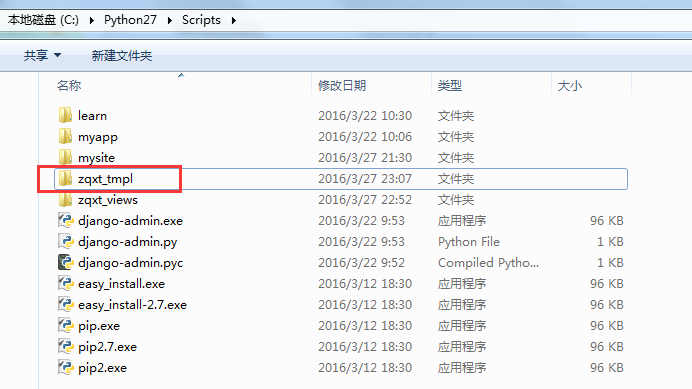 本地磁盘 (C:) ▸ Python27 ▸ Scripts ▸
共享 ▼ 新建文件夹
名称 修改日期 类型 大小
learn 2016/3/22 10:30 文件夹
myapp 2016/3/22 10:06 文件夹
mysite 2016/3/27 21:30 文件夹
zqxt_tmpl 2016/3/27 23:07 文件夹
zqxt_views 2016/3/27 22:52 文件夹
django-admin.exe 2016/3/22 9:53 应用程序 96 KB
django-admin.py 2016/3/22 9:53 Python File 1 KB
django-admin.pyc 2016/3/22 9:52 Compiled Pytho... 1 KB
easy_install.exe 2016/3/12 18:30 应用程序 96 KB
easy_install-2.7.exe 2016/3/12 18:30 应用程序 96 KB
pip.exe 2016/3/12 18:30 应用程序 96 KB
pip2.7.exe 2016/3/12 18:30 应用程序 96 KB
pip2.exe 2016/3/12 18:30 应用程序 96 KB